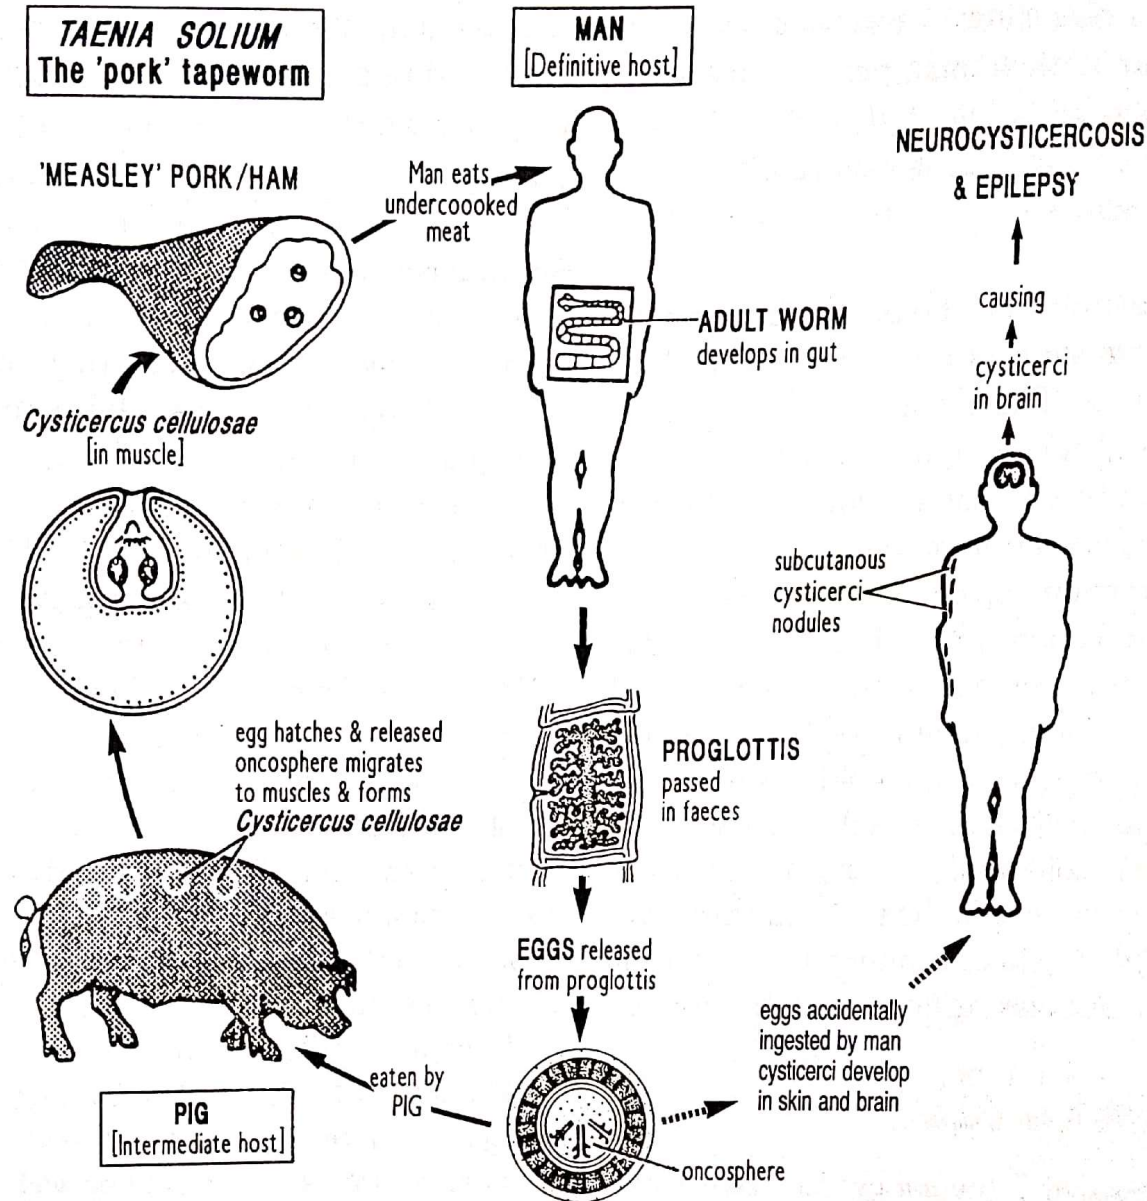 TAENIA SOLIUM
The 'pork' tapeworm
MAN
[Definitive host]
'MEASLEY' PORK/HAM
Man eats
undercoooked
meat
NEUROCYSTICERCOSIS
& EPILEPSY
causing
cysticerci
in brain
ADULT WORM
develops in gut
Cysticercus cellulosae
[in muscle]
subcutanous
cysticerci
nodules
egg hatches & released
oncosphere migrates
to muscles & forms
Cysticercus cellulosae
PROGLOTTIS
passed
in faeces
EGGS released
from proglottis
eggs accidentally
ingested by man
cysticerci develop
in skin and brain
eaten by
PIG
PIG
[Intermediate host]
oncosphere